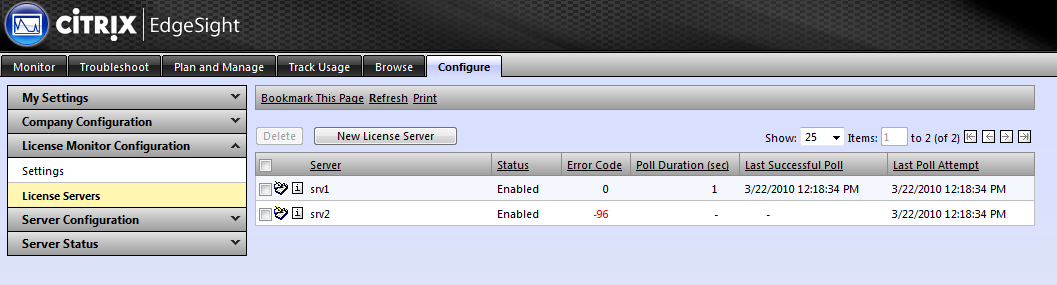 CITRIX EdgeSight
Monitor Troubleshoot Plan and Manage Track Usage Browse Configure
My Settings
Company Configuration
License Monitor Configuration
Settings
License Servers
Server Configuration
Server Status
Bookmark This Page Refresh Print
Delete New License Server Show: 25 Items: 1 to 2 (of 2)
Server Status Error Code Poll Duration (sec) Last Successful Poll Last Poll Attempt
srv1 Enabled 0 1 3/22/2010 12:18:34 PM 3/22/2010 12:18:34 PM
srv2 Enabled -96 - - 3/22/2010 12:18:34 PM